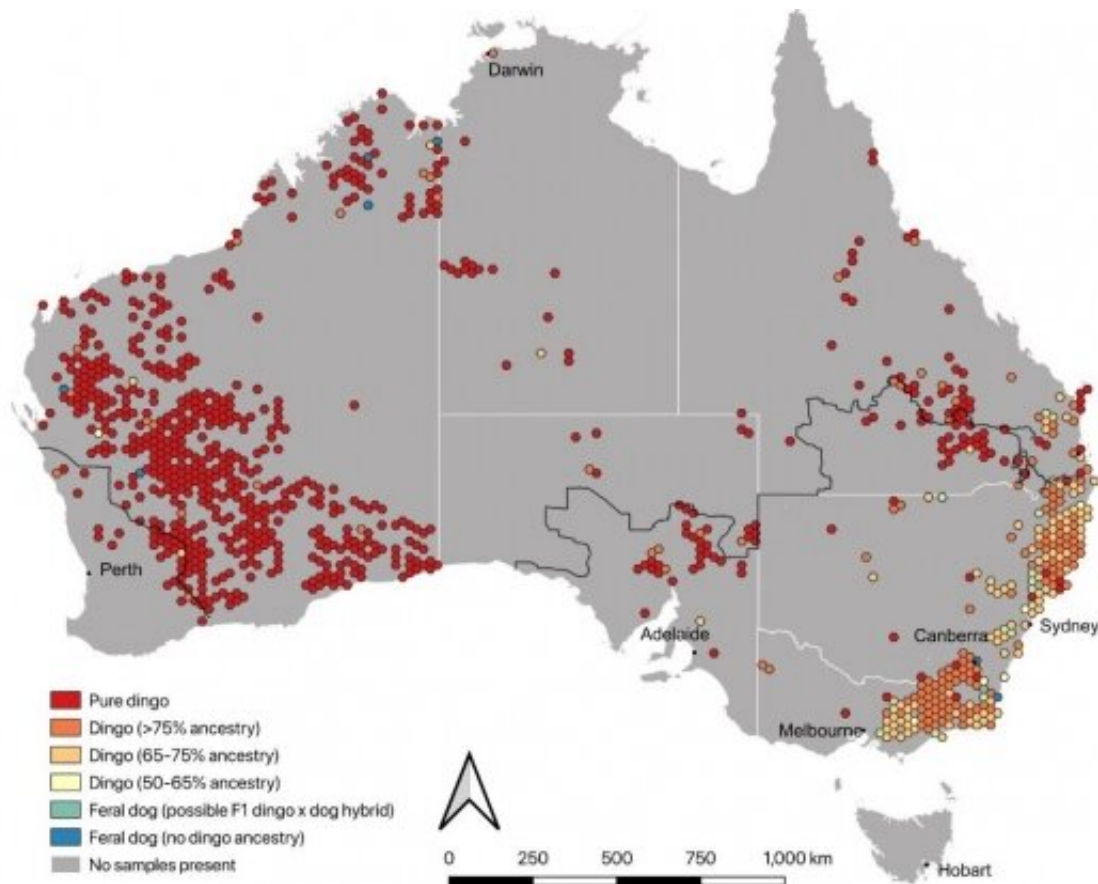 Darwin
Perth
Adelaide
Canberra
Sydney
Melbourne
Pure dingo
Dingo (>75% ancestry)
Dingo (65-75% ancestry)
Dingo (50-65% ancestry)
Feral dog (possible F1 dingo x dog hybrid)
Feral dog (no dingo ancestry)
No samples present
0 250 500 750 1,000 km
Hobart